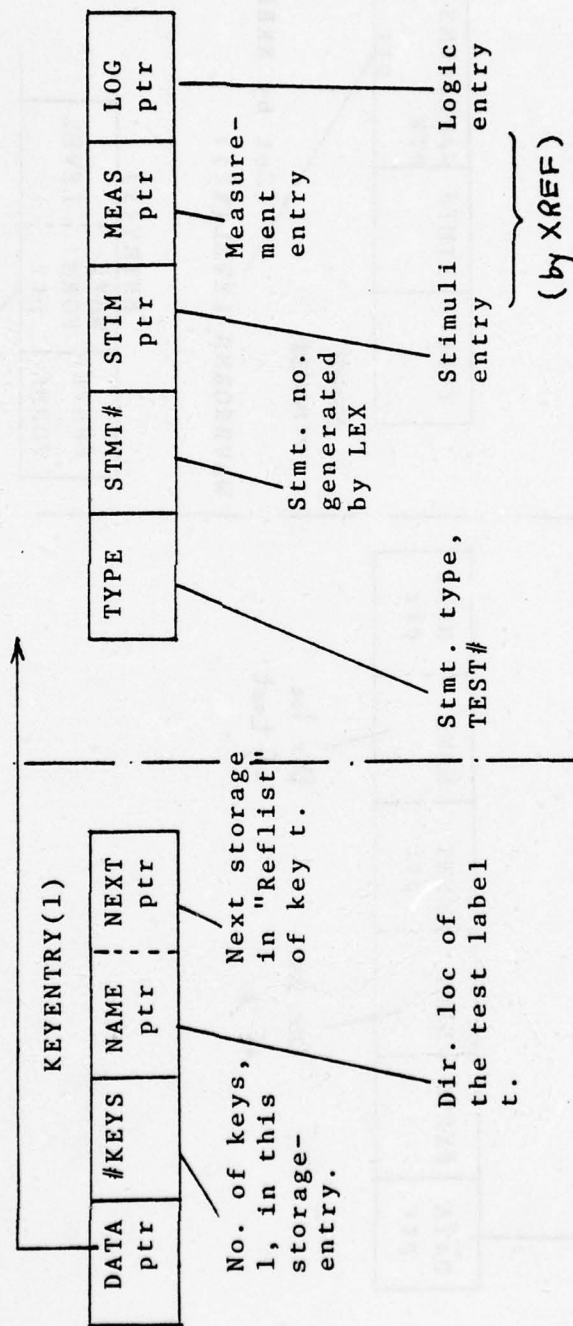 KEYENTRY(1)
DATA ptr
#KEYS
NAME ptr
NEXT ptr
No. of keys,
1, in this
storage-
entry.
Next storage
in "Reflist"
of key t.
Dir. loc of
the test label
t.
TYPE
STMT#
STIM ptr
MEAS ptr
LOG ptr
Stmt. no.
generated
by LEX
Measure-
ment
entry
Stmt. type,
TEST#
Stimuli
entry
Logic
entry
(by XREF)